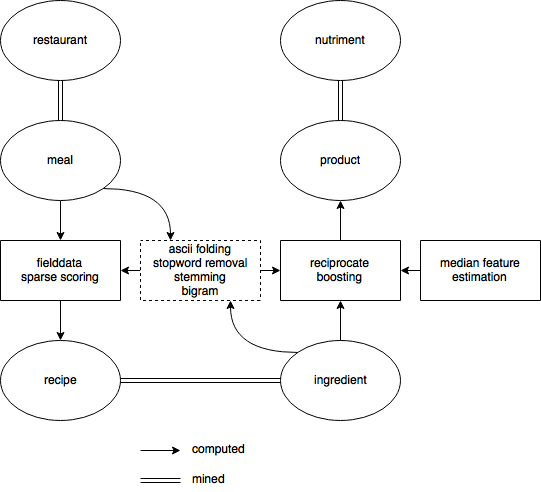 restaurant
nutriment
meal
product
fielddata
sparse scoring
ascii folding
stopword removal
stemming
bigram
reciprocate
boosting
median feature
estimation
recipe
ingredient
computed
mined